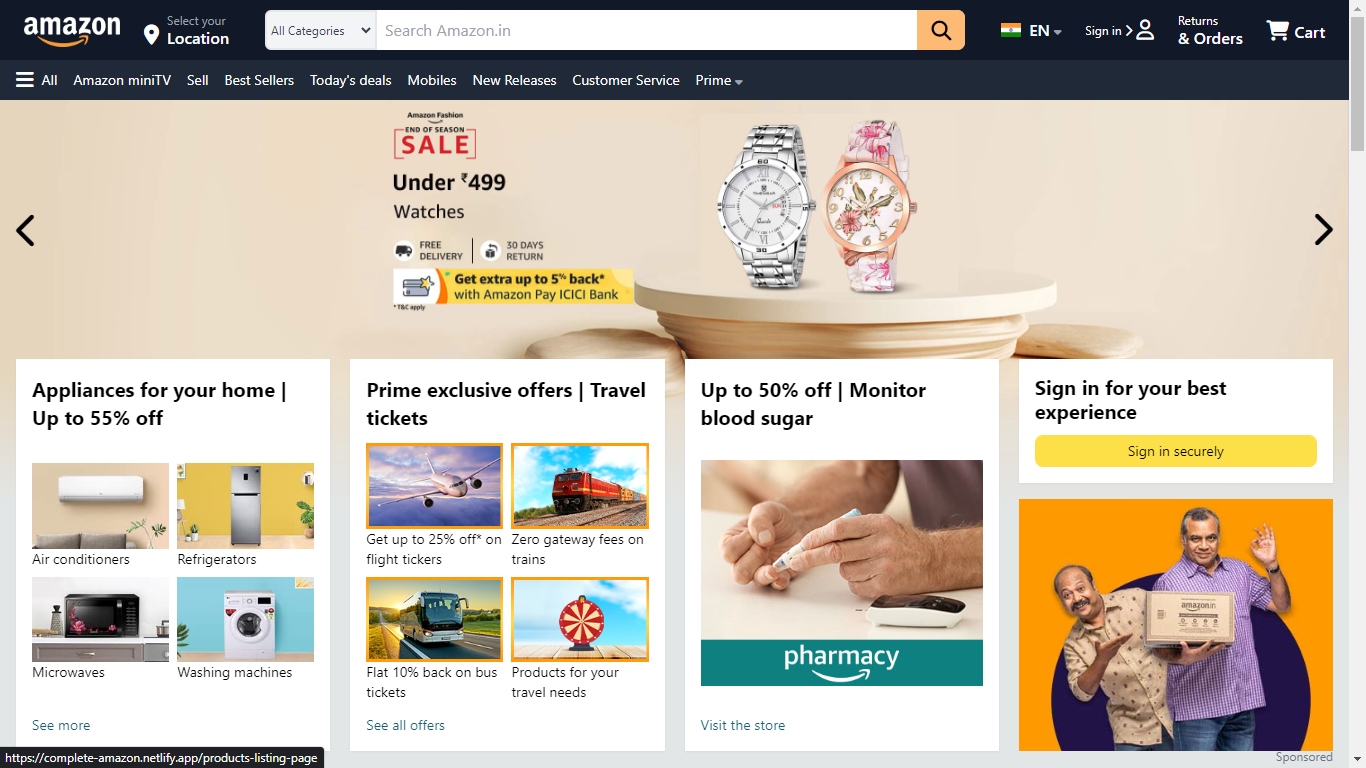 amazon
Select your
Location
All Categories
Search Amazon.in
EN
Sign in
Returns
& Orders
Cart
All
Amazon miniTV
Sell
Best Sellers
Today's deals
Mobiles
New Releases
Customer Service
Prime
Amazon Fashion
END OF SEASON
SALE
Under ₹499
Watches
FREE
DELIVERY
30 DAYS
RETURN
Get extra up to 5% back*
with Amazon Pay ICICI Bank
*T&C apply
Appliances for your home |
Up to 55% off
Air conditioners
Refrigerators
Microwaves
Washing machines
See more
Prime exclusive offers | Travel
tickets
Get up to 25% off* on
flight tickers
Zero gateway fees on
trains
Flat 10% back on bus
tickets
Products for your
travel needs
See all offers
Up to 50% off | Monitor
blood sugar
pharmacy
Visit the store
Sign in for your best
experience
Sign in securely
amazon.in
Sponsored
https://complete-amazon.netlify.app/products-listing-page